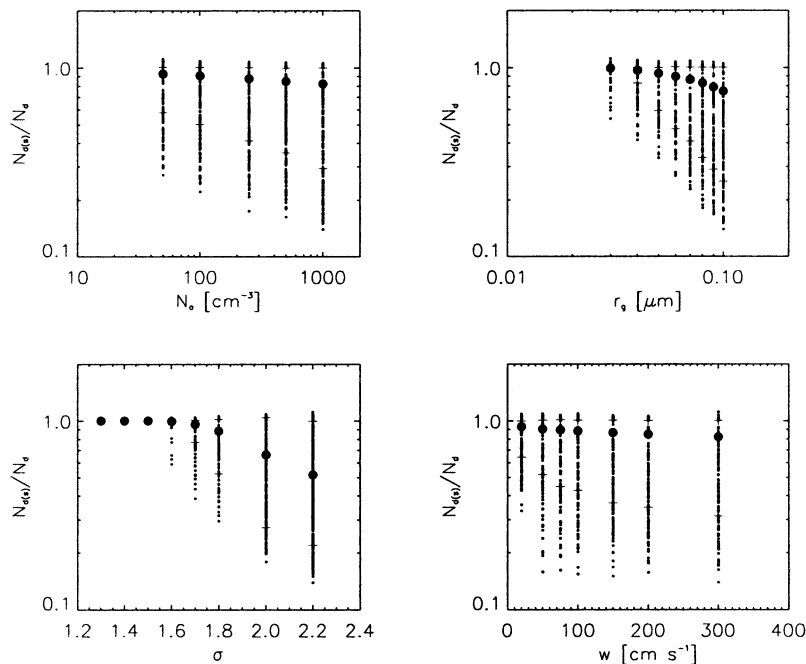 1.0
0.1
N_d(s)/N_d
10 100 1000
N_a [cm⁻³]
1.0
0.1
N_d(s)/N_d
0.01 0.10
r_g [μm]
1.0
0.1
N_d(s)/N_d
1.2 1.4 1.6 1.8 2.0 2.2 2.4
σ
1.0
0.1
N_d(s)/N_d
0 100 200 300 400
w [cm s⁻¹]